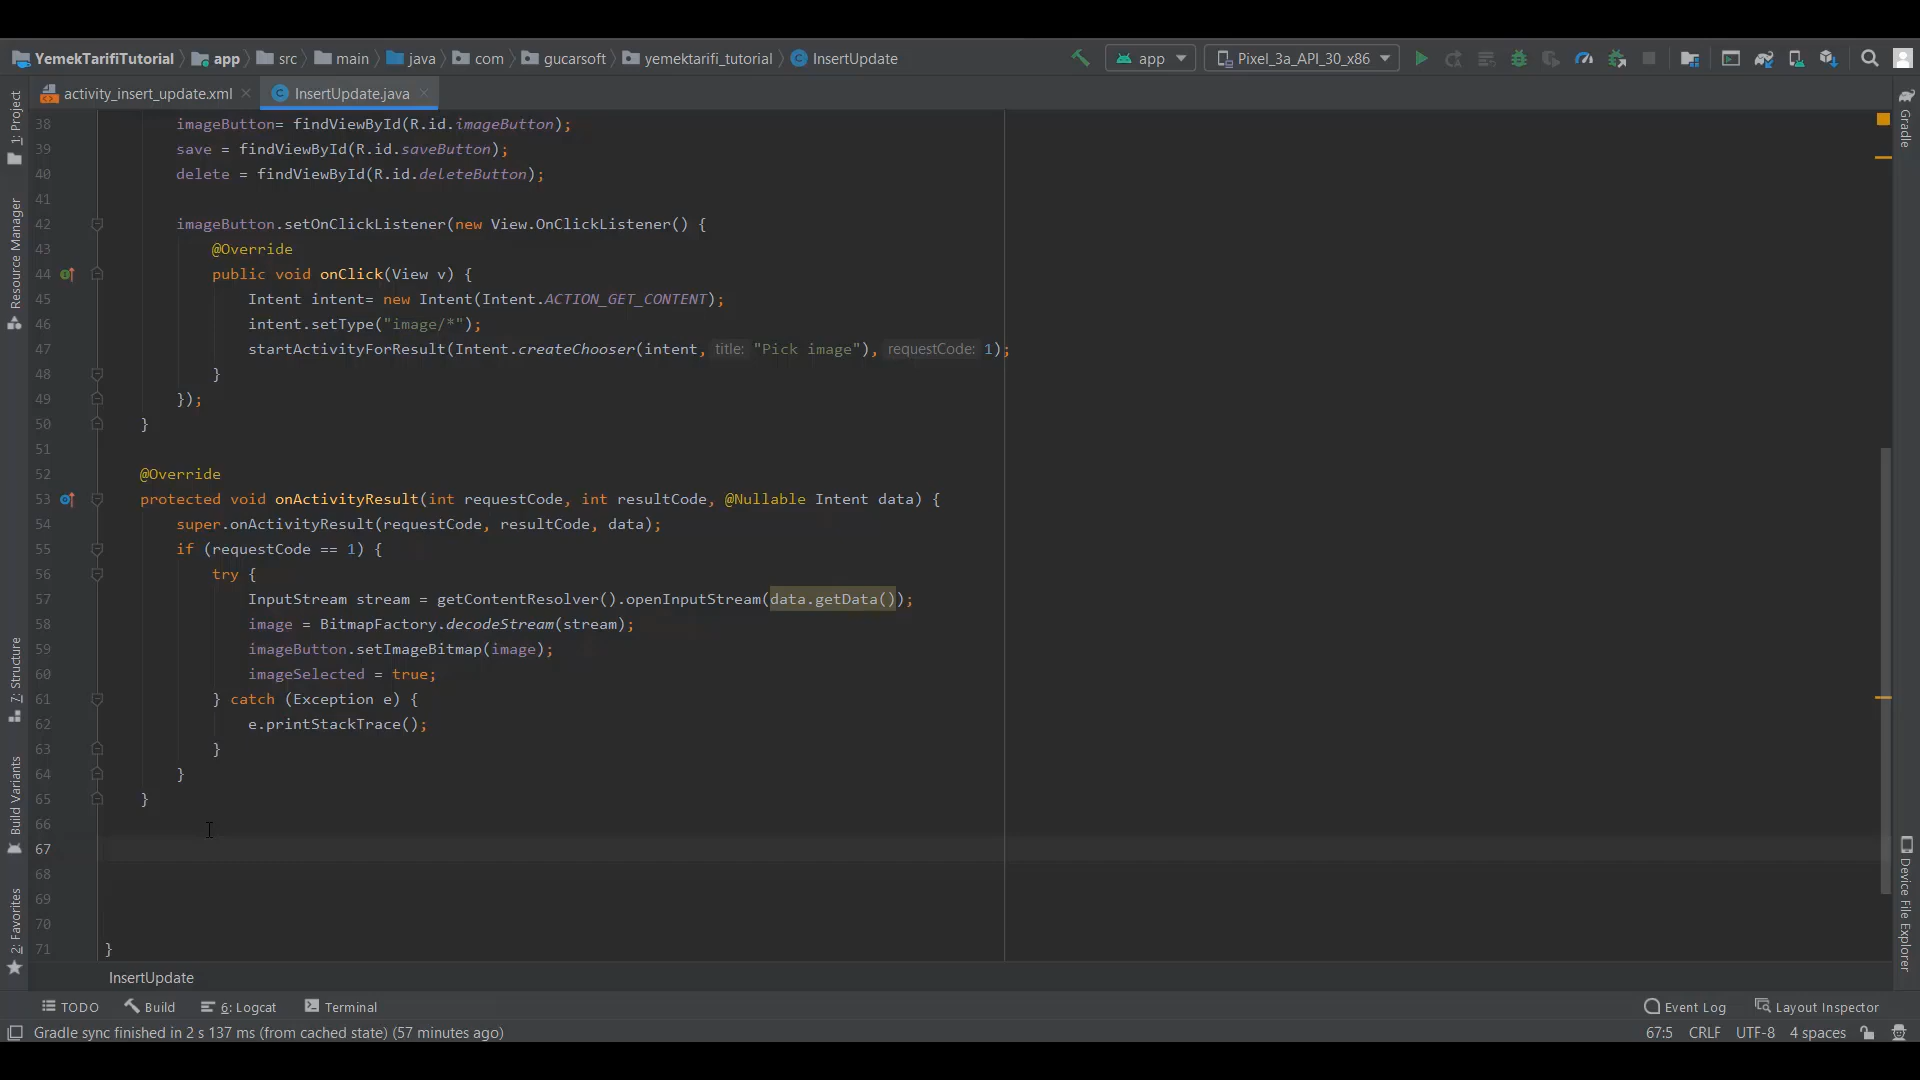 YemekTarifiTutorial app src main java com gucarsoft yemektarifi_tutorial InsertUpdate app Pixel_3a_API_30_x86
activity_insert_update.xml InsertUpdate.java
1: Project
Resource Manager
7: Structure
Build Variants
2: Favorites
38 imageButton= findViewById(R.id.imageButton);
39 save = findViewById(R.id.saveButton);
40 delete = findViewById(R.id.deleteButton);
41
42 imageButton.setOnClickListener(new View.OnClickListener() {
43 @Override
44 public void onClick(View v) {
45 Intent intent= new Intent(Intent.ACTION_GET_CONTENT);
46 intent.setType("image/*");
47 startActivityForResult(Intent.createChooser(intent, title: "Pick image"), requestCode: 1);
48 }
49 });
50 }
51
52 @Override
53 protected void onActivityResult(int requestCode, int resultCode, @Nullable Intent data) {
54 super.onActivityResult(requestCode, resultCode, data);
55 if (requestCode == 1) {
56 try {
57 InputStream stream = getContentResolver().openInputStream(data.getData());
58 image = BitmapFactory.decodeStream(stream);
59 imageButton.setImageBitmap(image);
60 imageSelected = true;
61 } catch (Exception e) {
62 e.printStackTrace();
63 }
64 }
65 }
66
67
68
69
70
71 }
Gradle
Device File Explorer
InsertUpdate
TODO Build 6: Logcat Terminal Event Log Layout Inspector
Gradle sync finished in 2 s 137 ms (from cached state) (57 minutes ago) 67:5 CRLF UTF-8 4 spaces